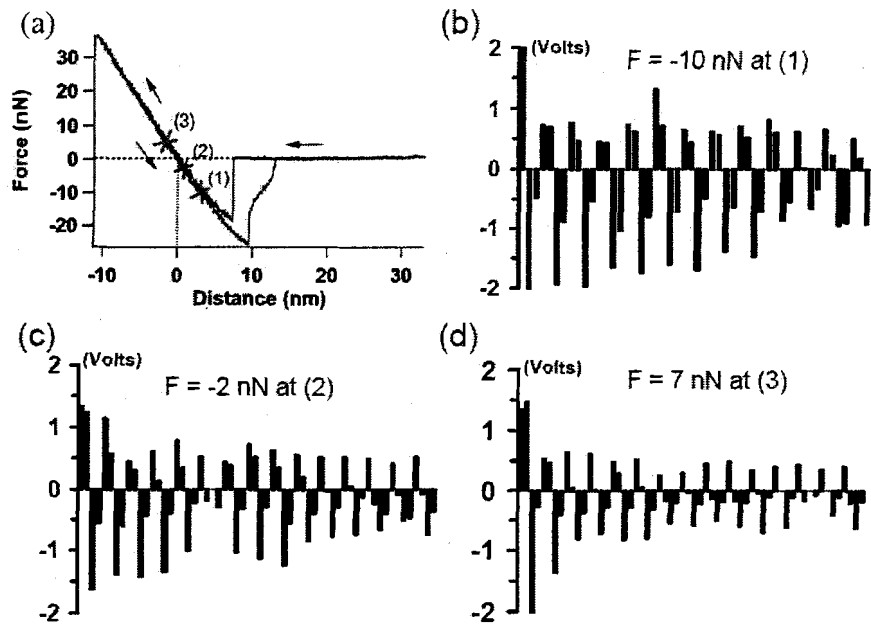 (a)
Force (nN)
30
20
10
0
-10
-20
(3)
(2)
(1)
-10 0 10 20 30
Distance (nm)
(b)
2
1
0
-1
-2
(Volts)
F = -10 nN at (1)
(c)
2
1
0
-1
-2
(Volts)
F = -2 nN at (2)
(d)
2
1
0
-1
-2
(Volts)
F = 7 nN at (3)